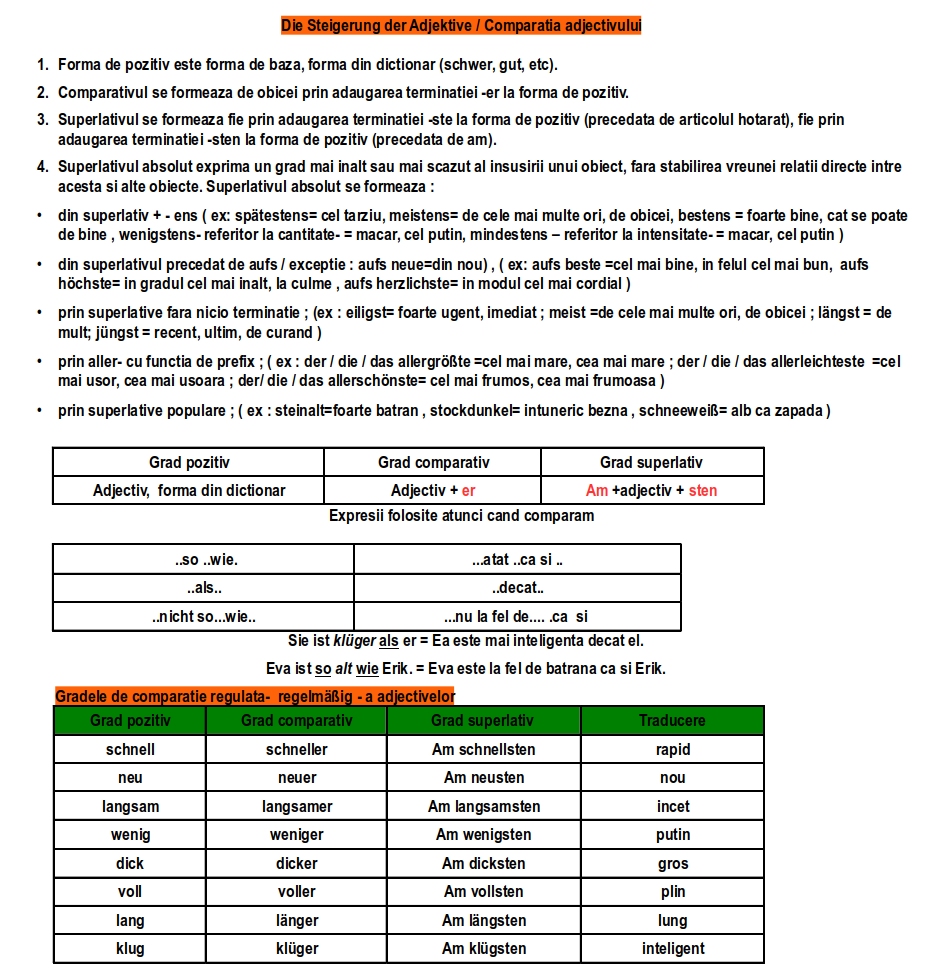 Die Steigerung der Adjektive / Comparatia adjectivului
1. Forma de pozitiv este forma de baza, forma din dictionar (schwer, gut, etc).
2. Comparativul se formeaza de obicei prin adaugarea terminatiei -er la forma de pozitiv.
3. Superlativul se formeaza fie prin adaugarea terminatiei -ste la forma de pozitiv (precedata de articolul hotarat), fie prin
adaugarea terminatiei -sten la forma de pozitiv (precedata de am).
4. Superlativul absolut exprima un grad mai inalt sau mai scazut al insusirii unui obiect, fara stabilirea vreunei relatii directe intre
acesta si alte obiecte. Superlativul absolut se formeaza :
• din superlativ + - ens ( ex: spätestens= cel tarziu, meistens= de cele mai multe ori, de obicei, bestens = foarte bine, cat se poate
de bine , wenigstens- referitor la cantitate- = macar, cel putin, mindestens – referitor la intensitate- = macar, cel putin )
• din superlativul precedat de aufs / exceptie : aufs neue=din nou) , ( ex: aufs beste =cel mai bine, in felul cel mai bun, aufs
höchste= in gradul cel mai inalt, la culme , aufs herzlichste= in modul cel mai cordial )
• prin superlative fara nicio terminatie ; (ex : eiligst= foarte ugent, imediat ; meist =de cele mai multe ori, de obicei ; längst = de
mult; jüngst = recent, ultim, de curand )
• prin aller- cu functia de prefix ; ( ex : der / die / das allergrößte =cel mai mare, cea mai mare ; der / die / das allerleichteste =cel
mai usor, cea mai usoara ; der/ die / das allerschönste= cel mai frumos, cea mai frumoasa )
• prin superlative populare ; ( ex : steinalt=foarte batran , stockdunkel= intuneric bezna , schneeweiß= alb ca zapada )
Grad pozitiv Grad comparativ Grad superlativ
Adjectiv, forma din dictionar Adjectiv + er Am +adjectiv + sten
Expresii folosite atunci cand comparam
..so ..wie. ...atat ..ca si ..
..als.. ..decat..
..nicht so...wie.. ...nu la fel de.... .ca si
Sie ist klüger als er = Ea este mai inteligenta decat el.
Eva ist so alt wie Erik. = Eva este la fel de batrana ca si Erik.
Gradele de comparatie regulata- regelmäßig - a adjectivelor
Grad pozitiv Grad comparativ Grad superlativ Traducere
schnell schneller Am schnellsten rapid
neu neuer Am neusten nou
langsam langsamer Am langsamsten incet
wenig weniger Am wenigsten putin
dick dicker Am dicksten gros
voll voller Am vollsten plin
lang länger Am längsten lung
klug klüger Am klügsten inteligent